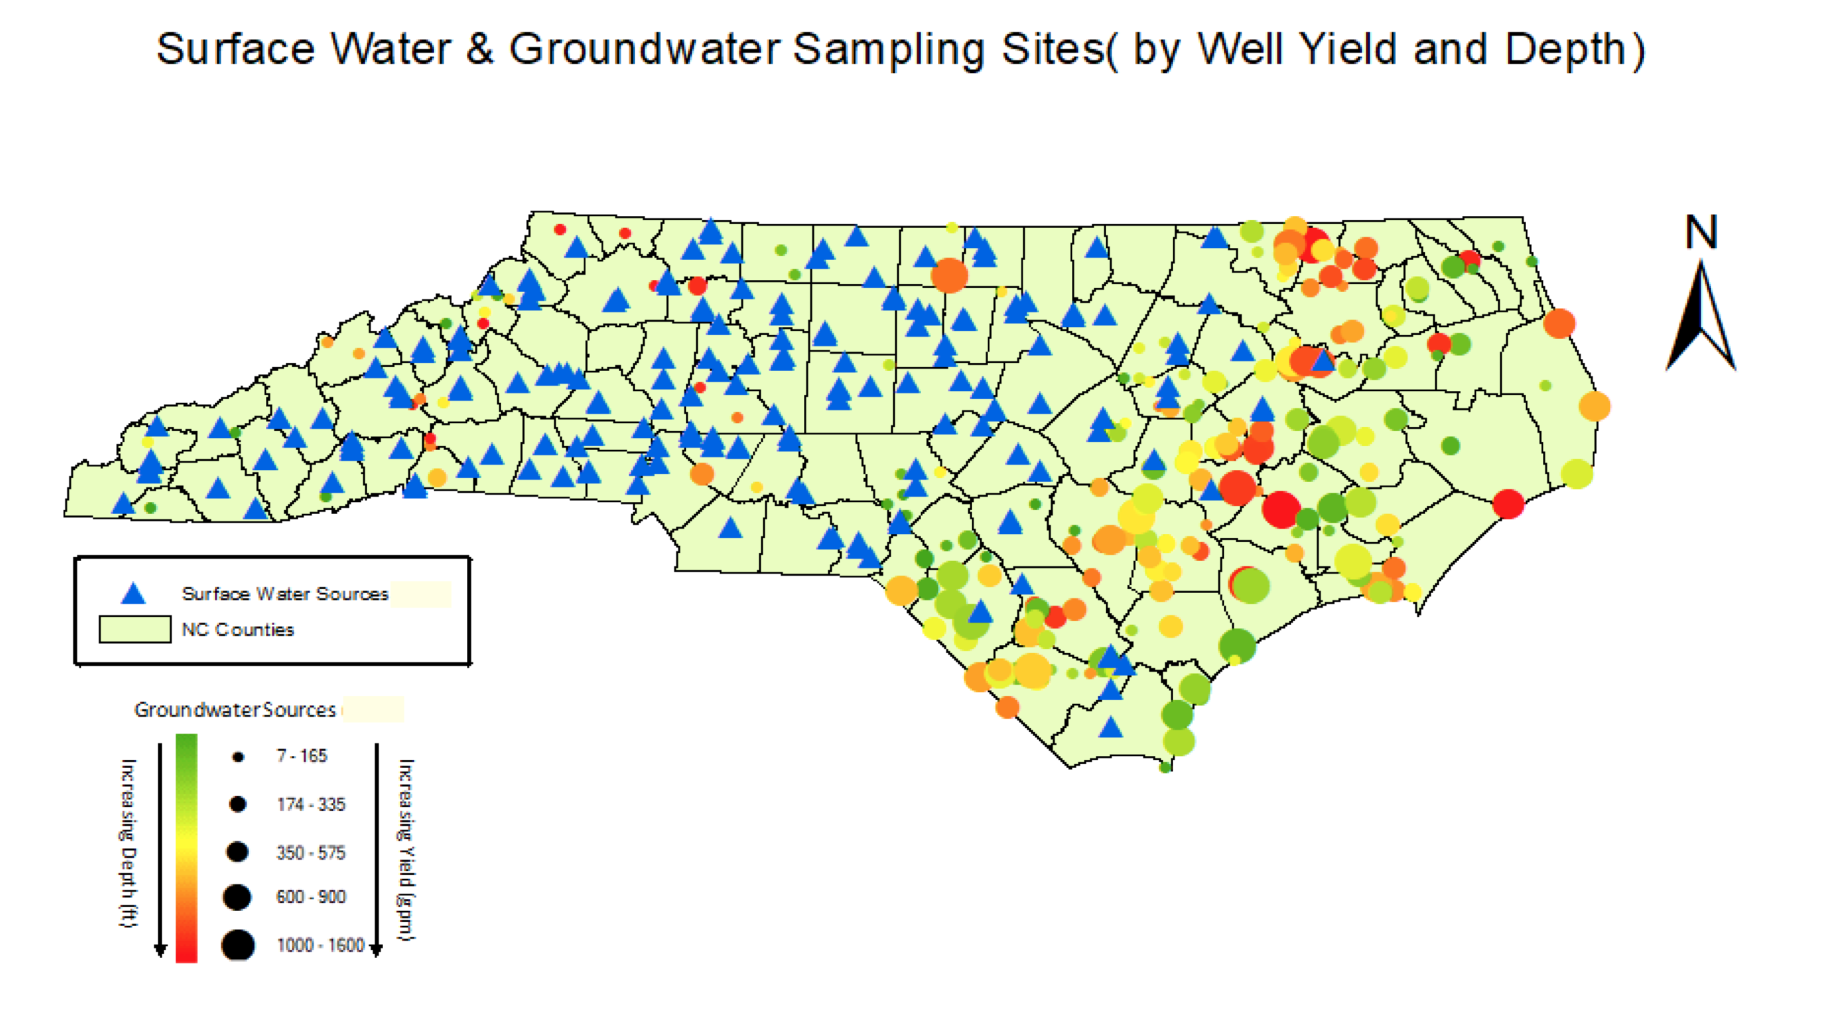 Surface Water & Groundwater Sampling Sites( by Well Yield and Depth)
N
Surface Water Sources
NC Counties
Groundwater Sources
Increasing Depth (ft)
7 - 165
174 - 335
350 - 575
600 - 900
1000 - 1600
Increasing Yield (gpm)